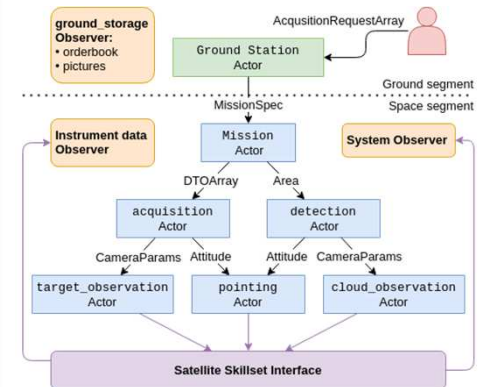 ground_storage
Observer:
• orderbook
• pictures
AcqusitionRequestArray
Ground Station
Actor
Ground segment
Space segment
MissionSpec
Instrument data
Observer
Mission
Actor
System Observer
DTOArray
Area
acquisition
Actor
detection
Actor
CameraParams
Attitude
Attitude
CameraParams
target_observation
Actor
pointing
Actor
cloud_observation
Actor
Satellite Skillset Interface